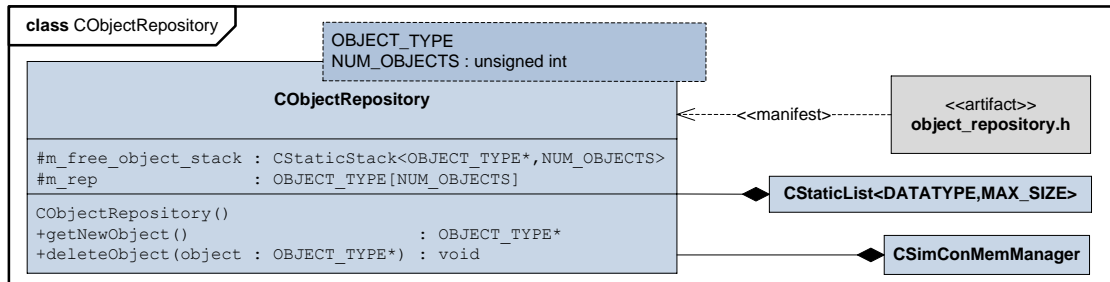 class CObjectRepository
OBJECT_TYPE
NUM_OBJECTS : unsigned int
CObjectRepository
<<manifest>
<<artifact>>
object_repository.h
#m_free_object_stack : CStaticStack<OBJECT_TYPE*,NUM_OBJECTS>
#m_rep : OBJECT_TYPE[NUM_OBJECTS]
CStaticList<DATATYPE,MAX_SIZE>
CObjectRepository()
+getNewObject() : OBJECT_TYPE*
+deleteObject(object : OBJECT_TYPE*) : void
CSimConMemManager